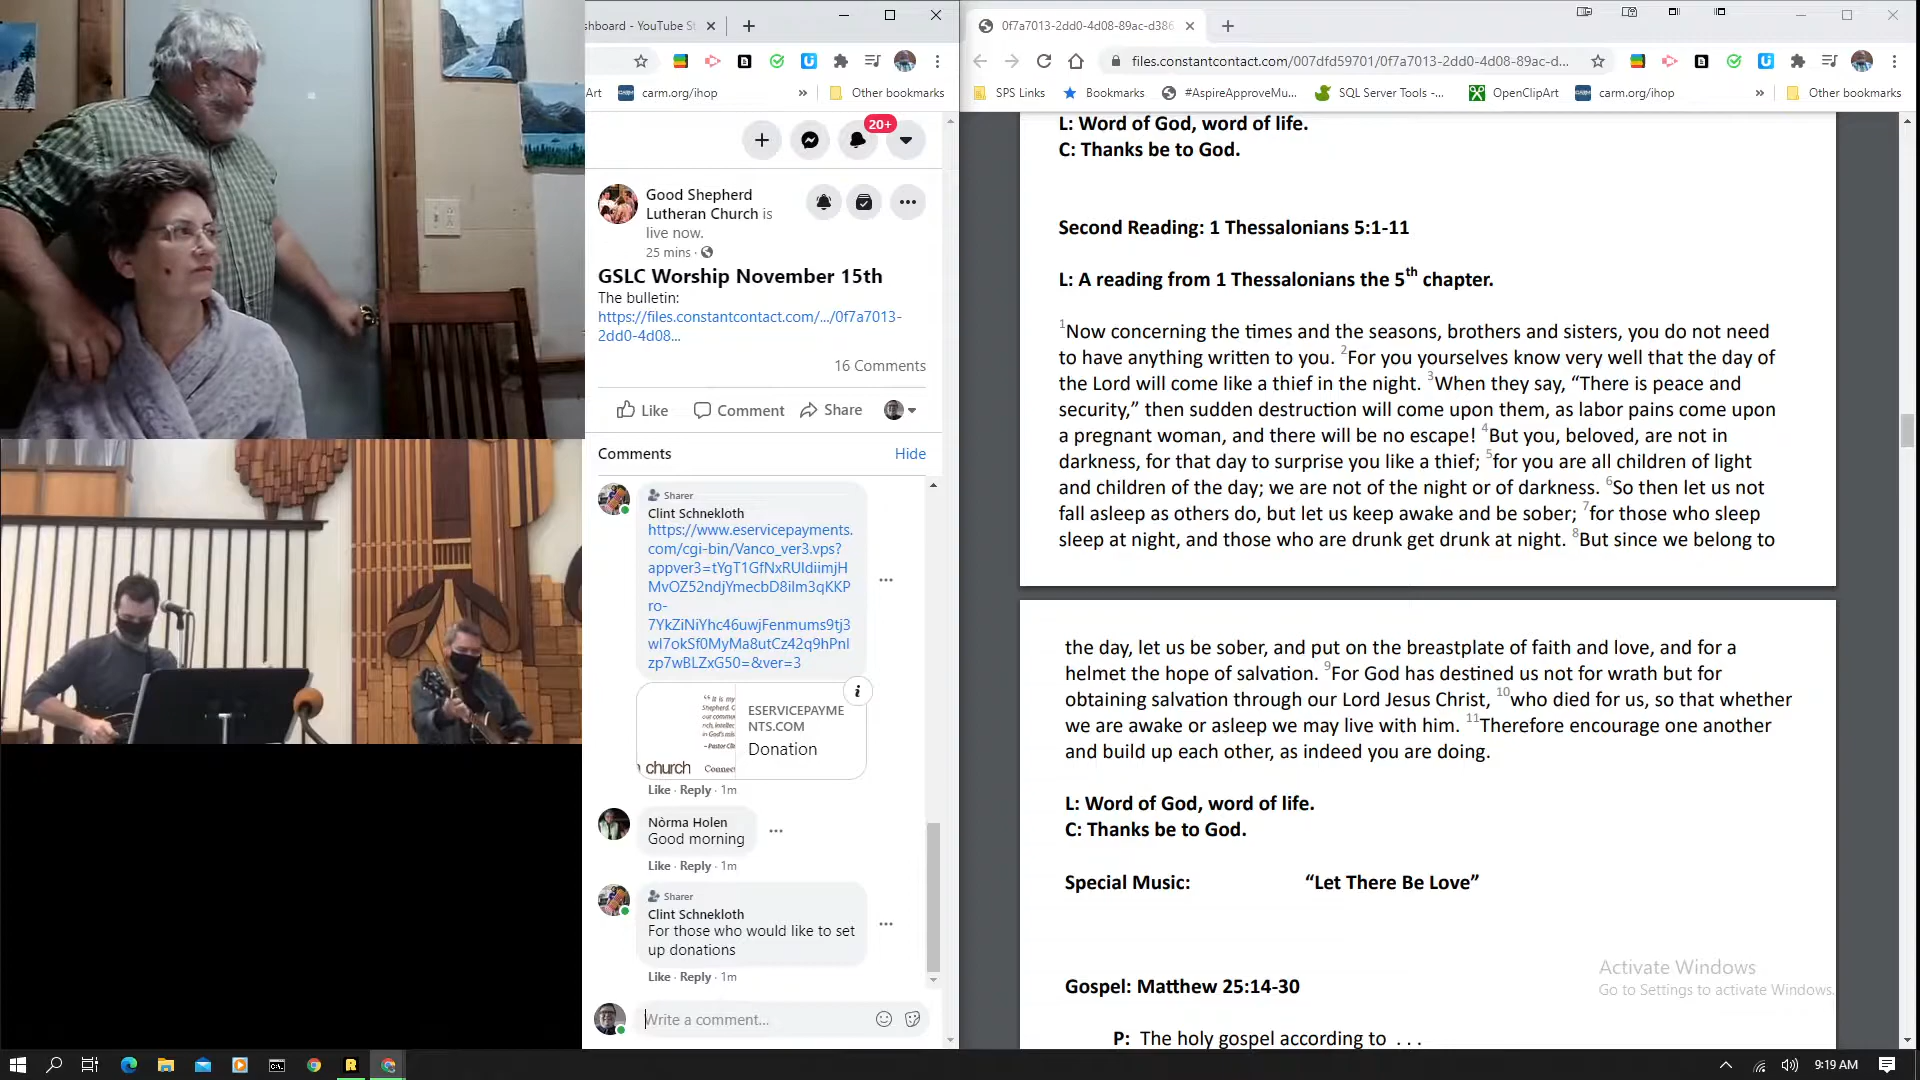 shboard - YouTube St
0f7a7013-2dd0-4d08-89ac-d386
files.constantcontact.com/007dfd59701/0f7a7013-2dd0-4d08-89ac-d...
Art
carm.org/ihop
»
Other bookmarks
SPS Links
Bookmarks
#AspireApproveMu...
SQL Server Tools -...
OpenClipArt
carm.org/ihop
»
Other bookmarks
20+
Good Shepherd
Lutheran Church is
live now.
25 mins ·
GSLC Worship November 15th
The bulletin:
https://files.constantcontact.com/.../0f7a7013-
2dd0-4d08...
16 Comments
Like
Comment
Share
Comments
Hide
Sharer
Clint Schnekloth
https://www.eservicepayments.
com/cgi-bin/Vanco_ver3.vps?
appver3=tYgT1GfNxRUldiimjH
MvOZ52ndjYmecbD8ilm3qKKP
ro-
7YkZiNiYhc46uwjFenmums9tj3
wl7okSf0MyMa8utCz42q9hPnI
zp7wBLZxG50=&ver=3
ESERVICEPAYME
NTS.COM
Donation
church
Connec
Like · Reply · 1m
Nòrma Holen
Good morning
Like · Reply · 1m
Sharer
Clint Schnekloth
For those who would like to set
up donations
Like · Reply · 1m
Write a comment...
L: Word of God, word of life.
C: Thanks be to God.
Second Reading: 1 Thessalonians 5:1-11
L: A reading from 1 Thessalonians the 5th chapter.
1Now concerning the times and the seasons, brothers and sisters, you do not need
to have anything written to you. 2For you yourselves know very well that the day of
the Lord will come like a thief in the night. 3When they say, “There is peace and
security,” then sudden destruction will come upon them, as labor pains come upon
a pregnant woman, and there will be no escape! 4But you, beloved, are not in
darkness, for that day to surprise you like a thief; 5for you are all children of light
and children of the day; we are not of the night or of darkness. 6So then let us not
fall asleep as others do, but let us keep awake and be sober; 7for those who sleep
sleep at night, and those who are drunk get drunk at night. 8But since we belong to
the day, let us be sober, and put on the breastplate of faith and love, and for a
helmet the hope of salvation. 9For God has destined us not for wrath but for
obtaining salvation through our Lord Jesus Christ, 10who died for us, so that whether
we are awake or asleep we may live with him. 11Therefore encourage one another
and build up each other, as indeed you are doing.
L: Word of God, word of life.
C: Thanks be to God.
Special Music: “Let There Be Love”
Gospel: Matthew 25:14-30
P: The holy gospel according to . . .
Activate Windows
Go to Settings to activate Windows.
9:19 AM